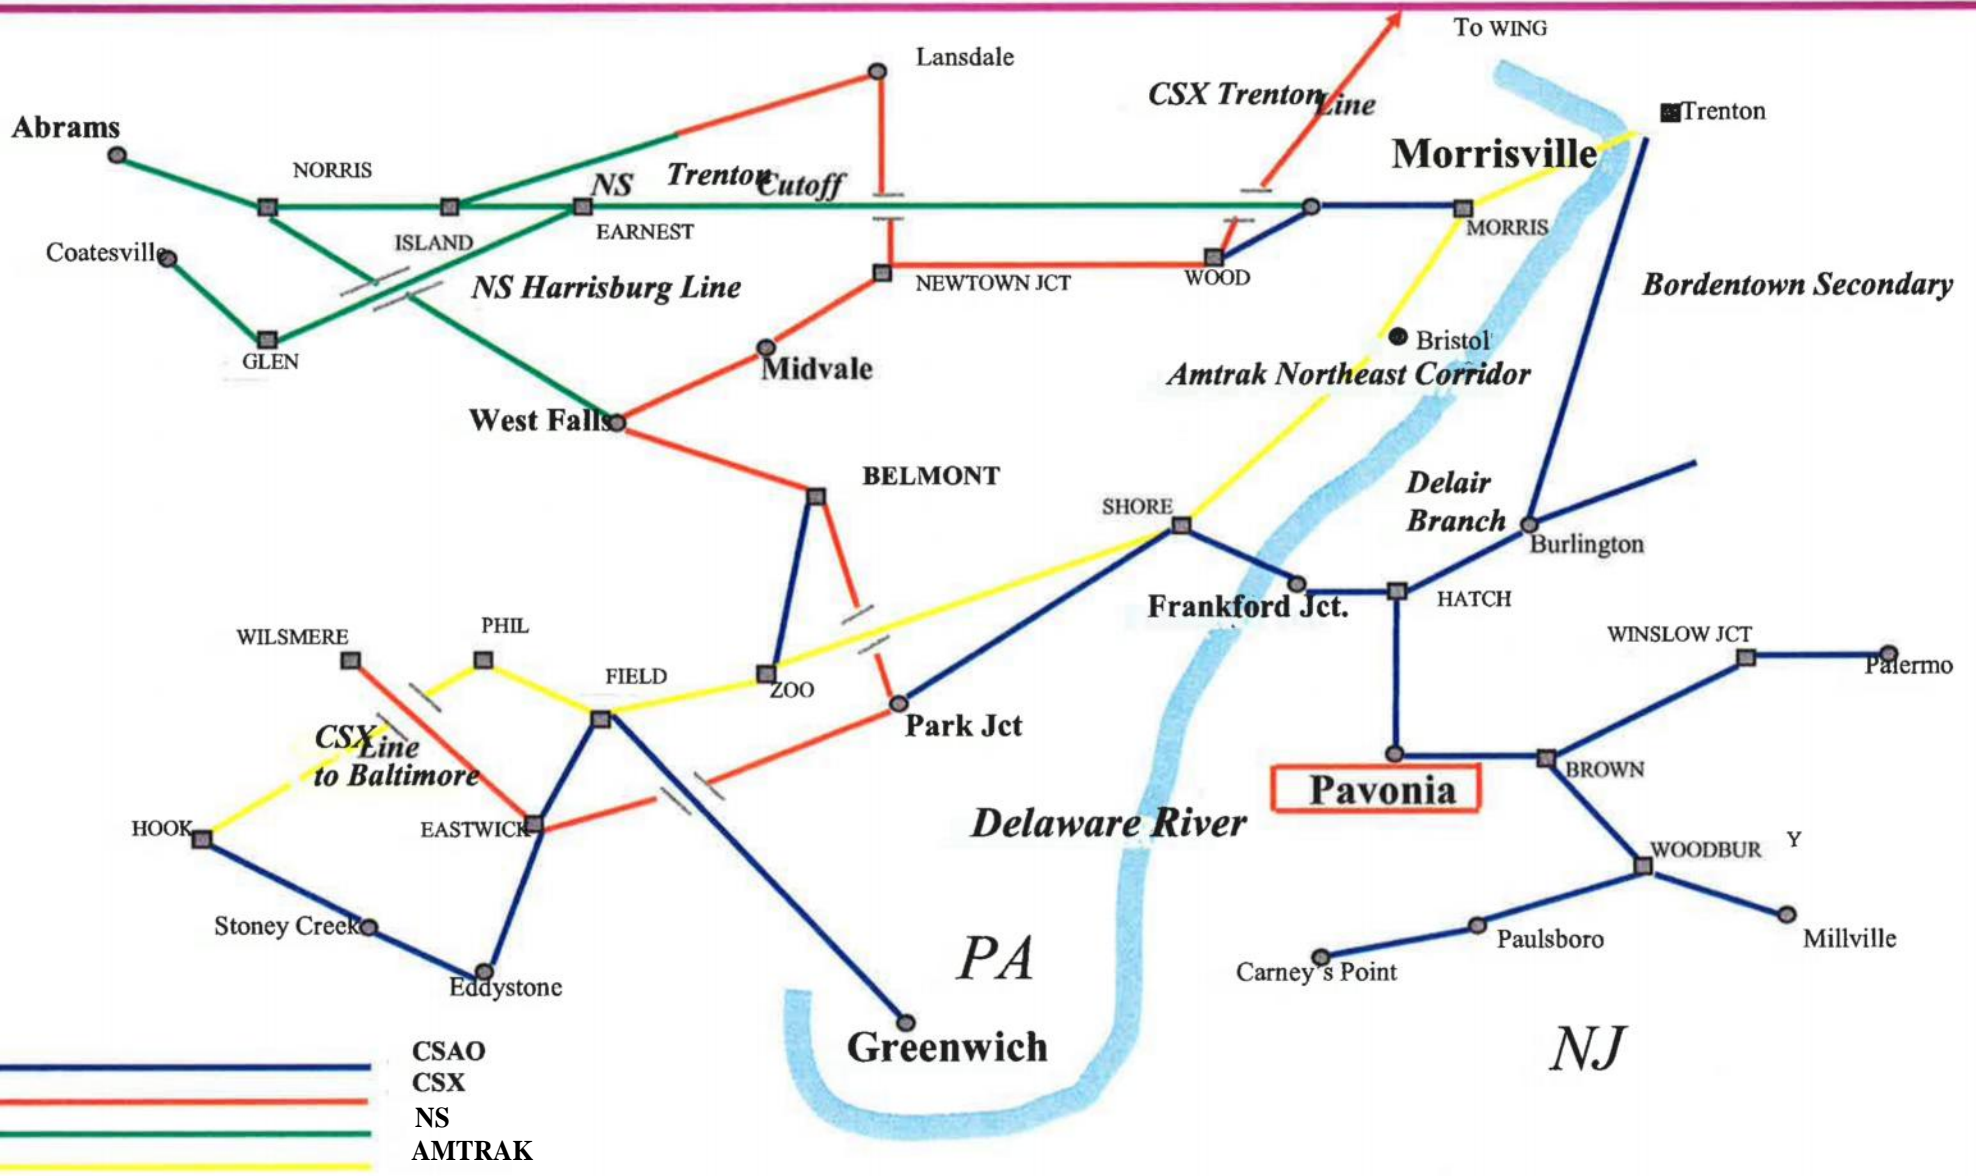 To WING
Lansdale
CSX Trenton Line
Trenton
Abrams
Morrisville
NORRIS
NS Trenton Cutoff
EARNEST
MORRIS
ISLAND
Coatesville
NS Harrisburg Line
NEWTOWN JCT
WOOD
Bordentown Secondary
GLEN
Midvale
Bristol
Amtrak Northeast Corridor
West Falls
BELMONT
SHORE
Delair
Branch
Burlington
Frankford Jct.
HATCH
WILSMERE
PHIL
FIELD
ZOO
WINSLOW JCT
Palermo
Park Jct
CSX Line
to Baltimore
Pavonia
BROWN
HOOK
EASTWICK
Delaware River
WOODBUR Y
Stoney Creek
Eddystone
PA
Paulsboro
Millville
Carney's Point
Greenwich
NJ
CSAO
CSX
NS
AMTRAK